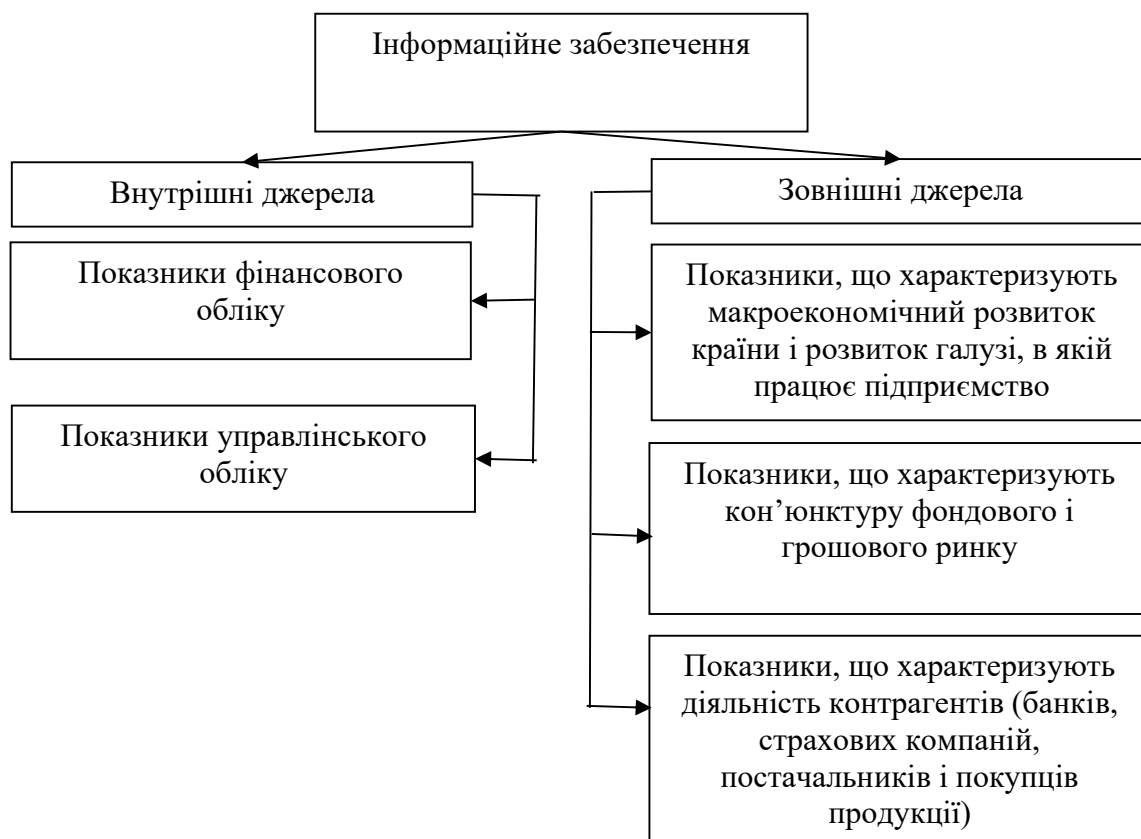 Інформаційне забезпечення
Внутрішні джерела
Показники фінансового
обліку
Показники управлінського
обліку
Зовнішні джерела
Показники, що характеризують
макроекономічний розвиток
країни і розвиток галузі, в якій
працює підприємство
Показники, що характеризують
кон’юнктуру фондового і
грошового ринку
Показники, що характеризують
діяльність контрагентів (банків,
страхових компаній,
постачальників і покупців
продукції)